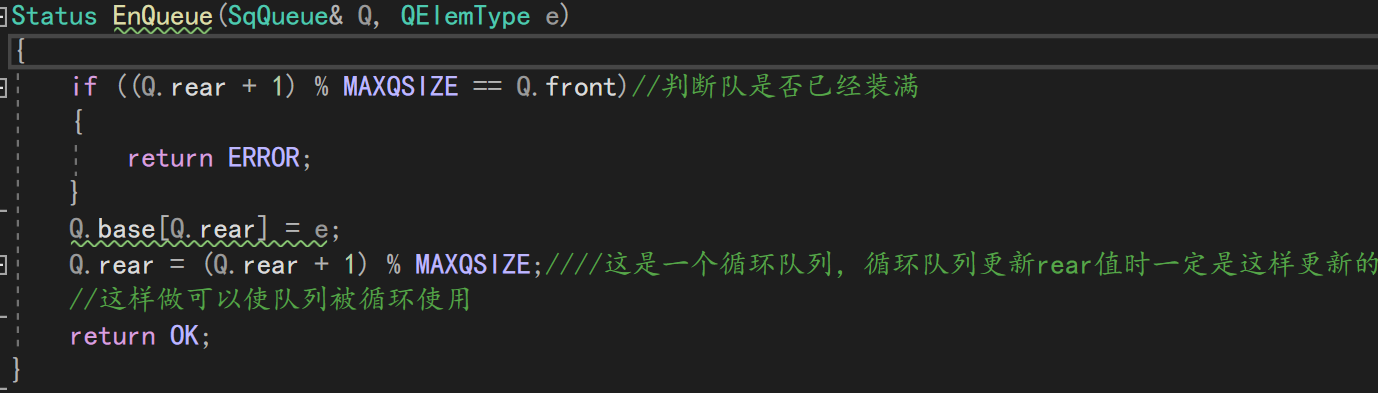 Status EnQueue(SqQueue& Q, QElemType e)
{
if ((Q.rear + 1) % MAXQSIZE == Q.front)//判断队是否已经装满
{
return ERROR;
}
Q.base[Q.rear] = e;
Q.rear = (Q.rear + 1) % MAXQSIZE;////这是一个循环队列，循环队列更新rear值时一定是这样更新的
//这样做可以使队列被循环使用
return OK;
}